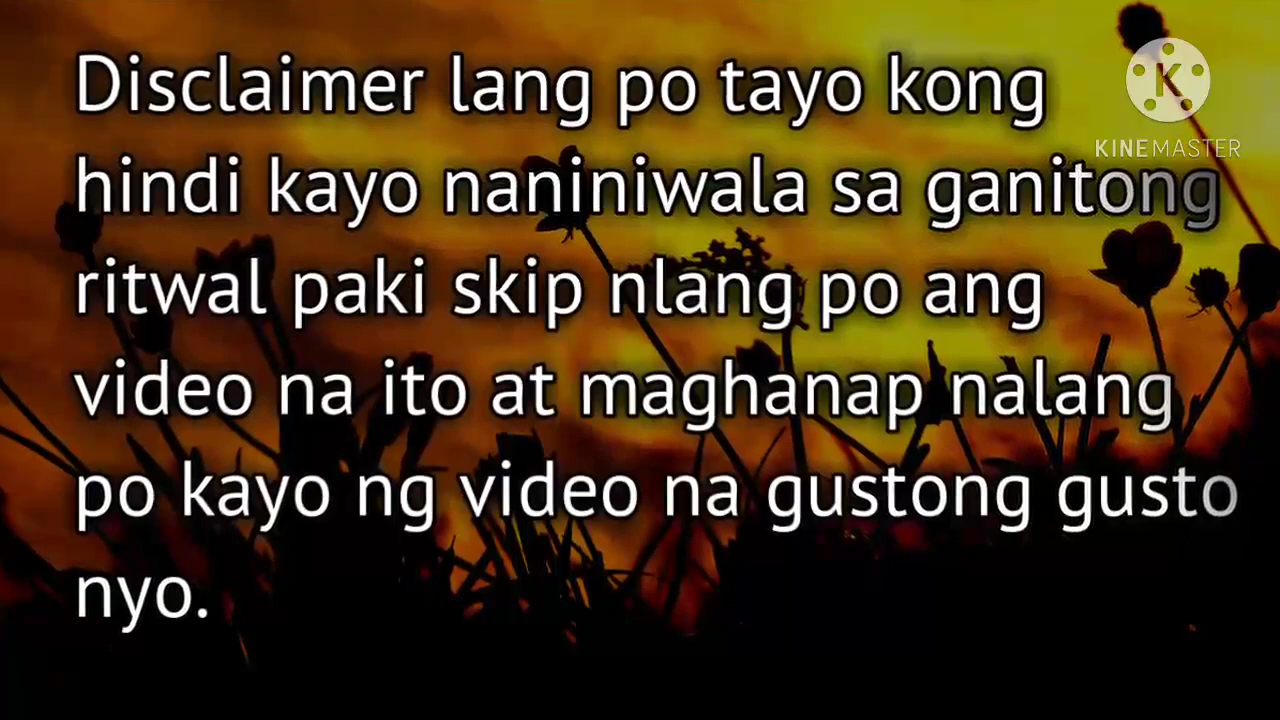 Disclaimer lang po tayo kong
hindi kayo naniniwala sa ganitong
ritwal paki skip nlang po ang
video na ito at maghanap nalang
po kayo ng video na gustong gusto
nyo.
K
KINEMASTER